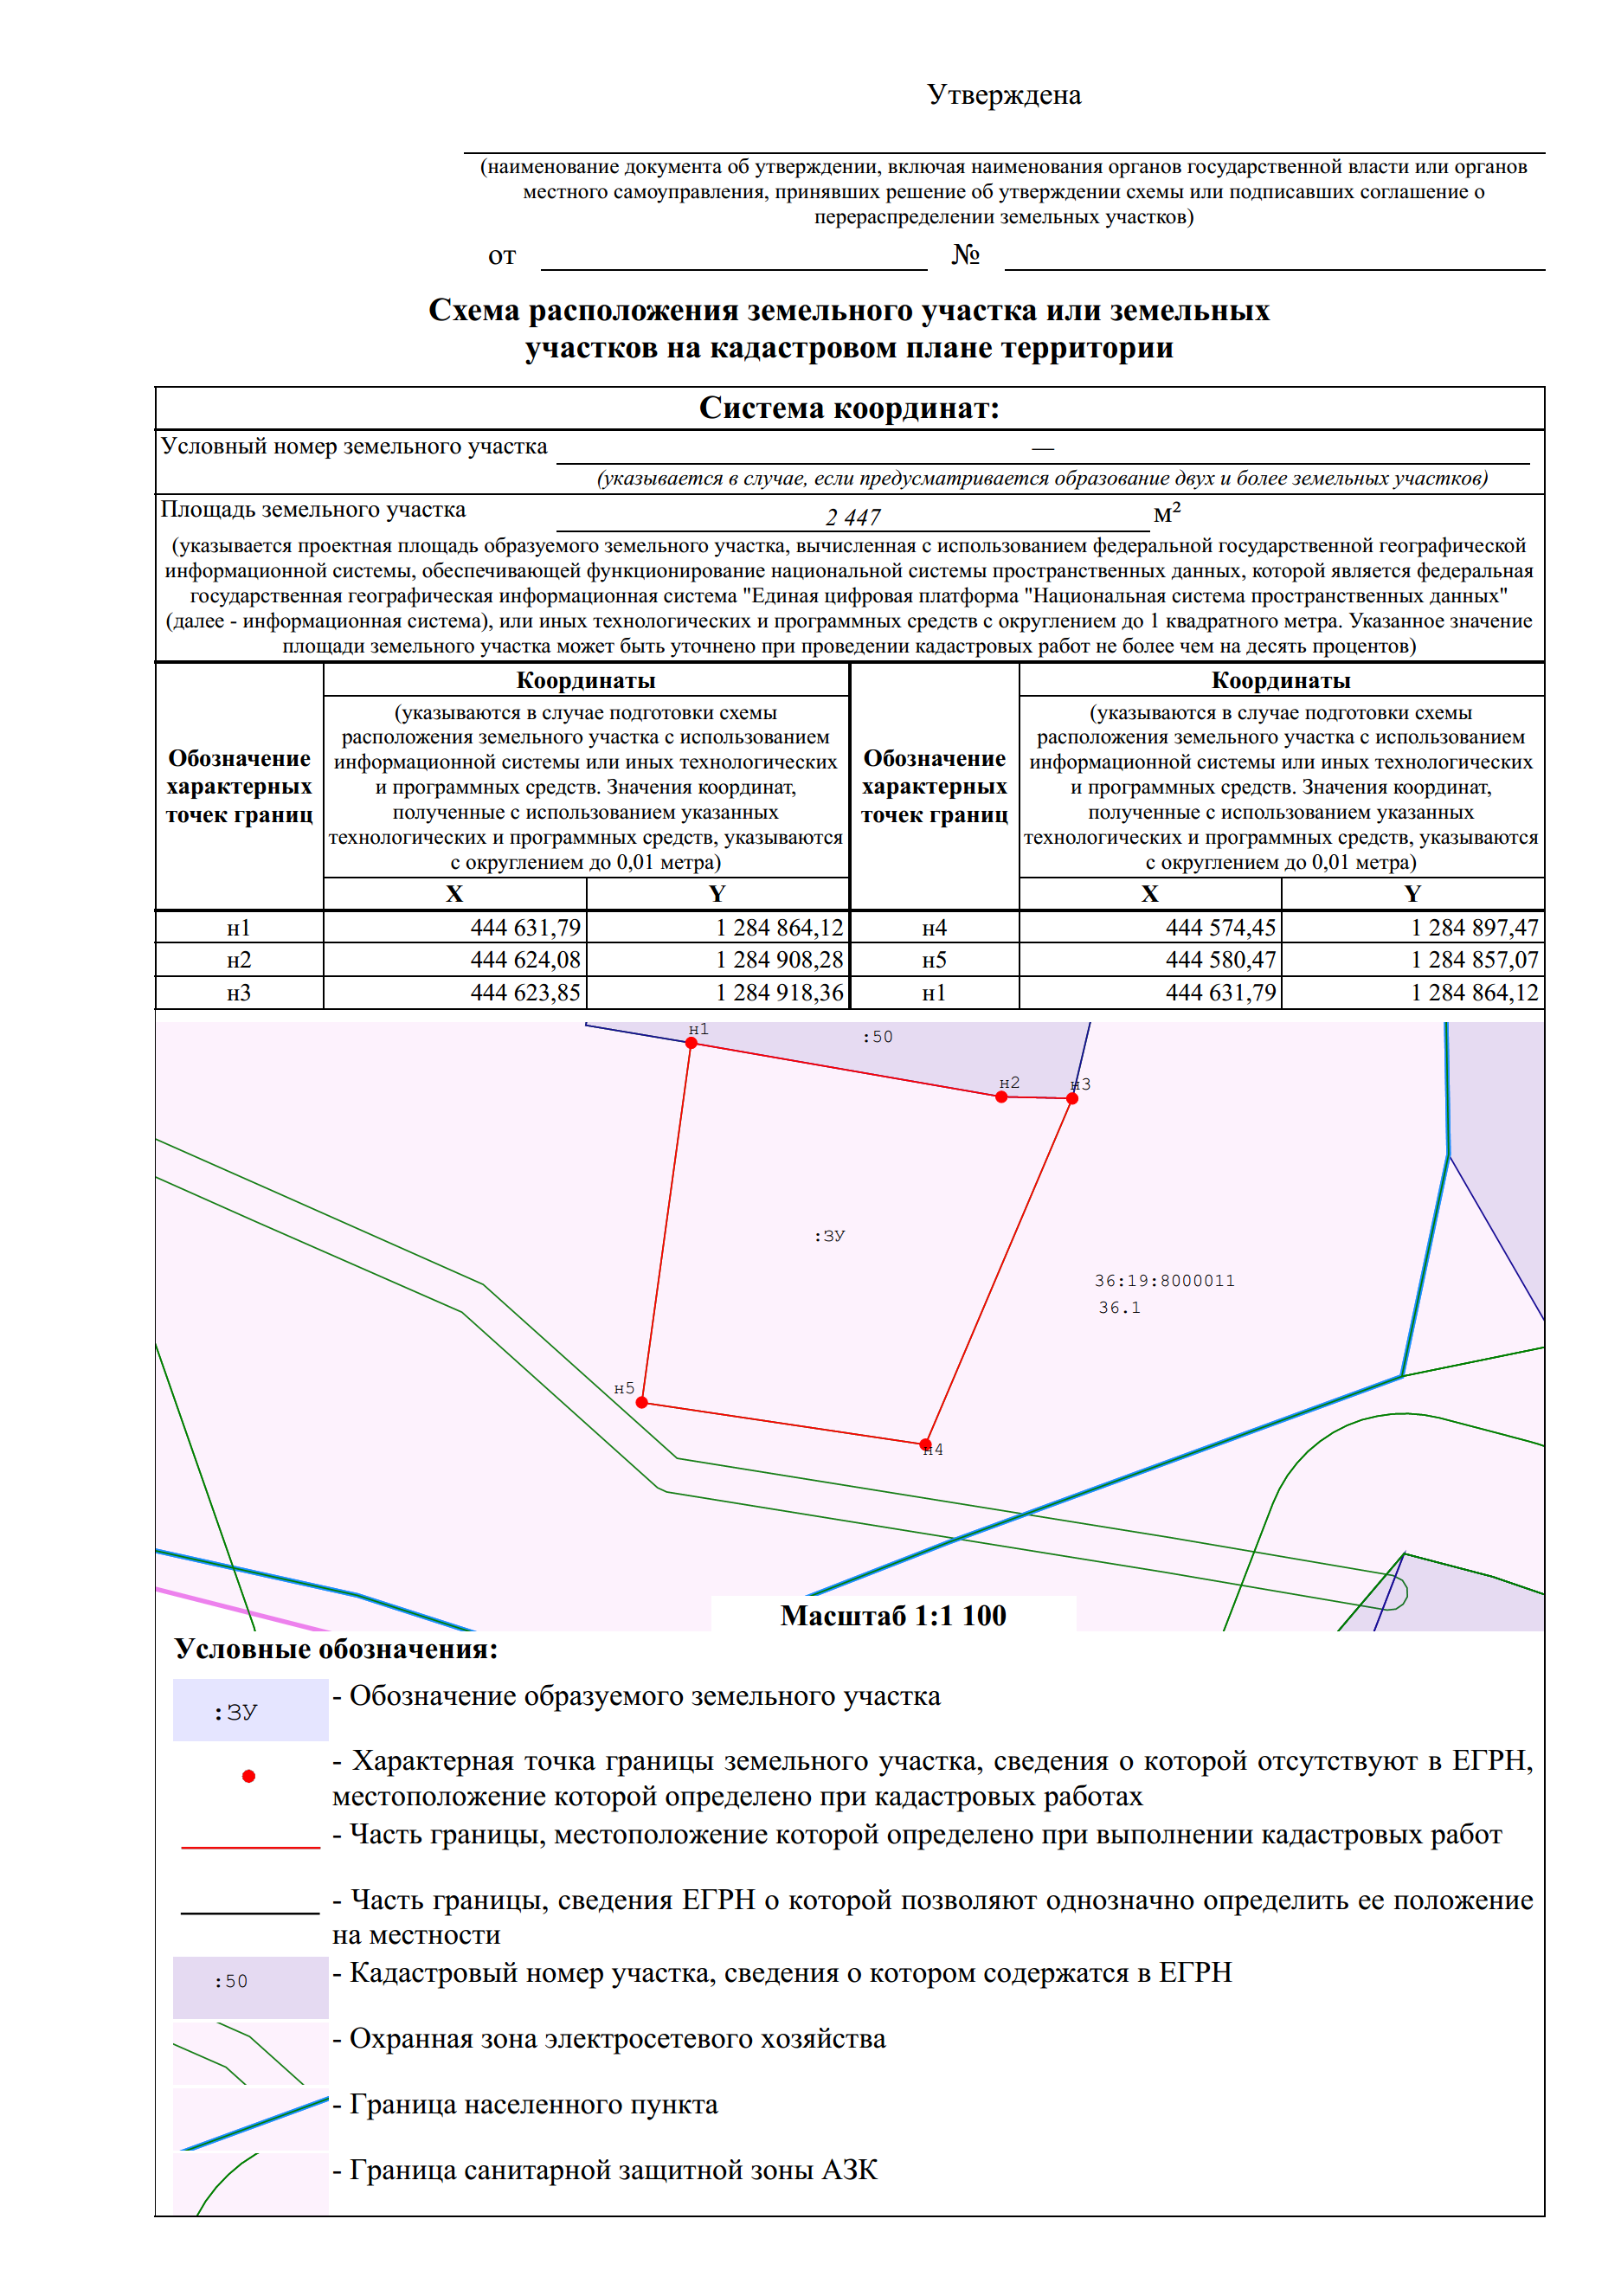 Утверждена
(наименование документа об утверждении, включая наименования органов государственной власти или органов
местного самоуправления, принявших решение об утверждении схемы или подписавших соглашение о
перераспределении земельных участков)
от № 
Схема расположения земельного участка или земельных
участков на кадастровом плане территории
Система координат:
Условный номер земельного участка —
(указывается в случае, если предусматривается образование двух и более земельных участков)
Площадь земельного участка 2 447 м²
(указывается проектная площадь образуемого земельного участка, вычисленная с использованием федеральной государственной географической
информационной системы, обеспечивающей функционирование национальной системы пространственных данных, которой является федеральная
государственная географическая информационная система "Единая цифровая платформа "Национальная система пространственных данных"
(далее - информационная система), или иных технологических и программных средств с округлением до 1 квадратного метра. Указанное значение
площади земельного участка может быть уточнено при проведении кадастровых работ не более чем на десять процентов)
Обозначение
характерных
точек границ
Координаты
(указываются в случае подготовки схемы
расположения земельного участка с использованием
информационной системы или иных технологических
и программных средств. Значения координат,
полученные с использованием указанных
технологических и программных средств, указываются
с округлением до 0,01 метра)
X Y
Обозначение
характерных
точек границ
Координаты
(указываются в случае подготовки схемы
расположения земельного участка с использованием
информационной системы или иных технологических
и программных средств. Значения координат,
полученные с использованием указанных
технологических и программных средств, указываются
с округлением до 0,01 метра)
X Y
н1 444 631,79 1 284 864,12 н4 444 574,45 1 284 897,47
н2 444 624,08 1 284 908,28 н5 444 580,47 1 284 857,07
н3 444 623,85 1 284 918,36 н1 444 631,79 1 284 864,12
н1
:50
н2
н3
:ЗУ
36:19:8000011
36.1
н5
н4
Масштаб 1:1 100
Условные обозначения:
:ЗУ - Обозначение образуемого земельного участка
- Характерная точка границы земельного участка, сведения о которой отсутствуют в ЕГРН,
местоположение которой определено при кадастровых работах
- Часть границы, местоположение которой определено при выполнении кадастровых работ
- Часть границы, сведения ЕГРН о которой позволяют однозначно определить ее положение
на местности
:50 - Кадастровый номер участка, сведения о котором содержатся в ЕГРН
- Охранная зона электросетевого хозяйства
- Граница населенного пункта
- Граница санитарной защитной зоны АЗК